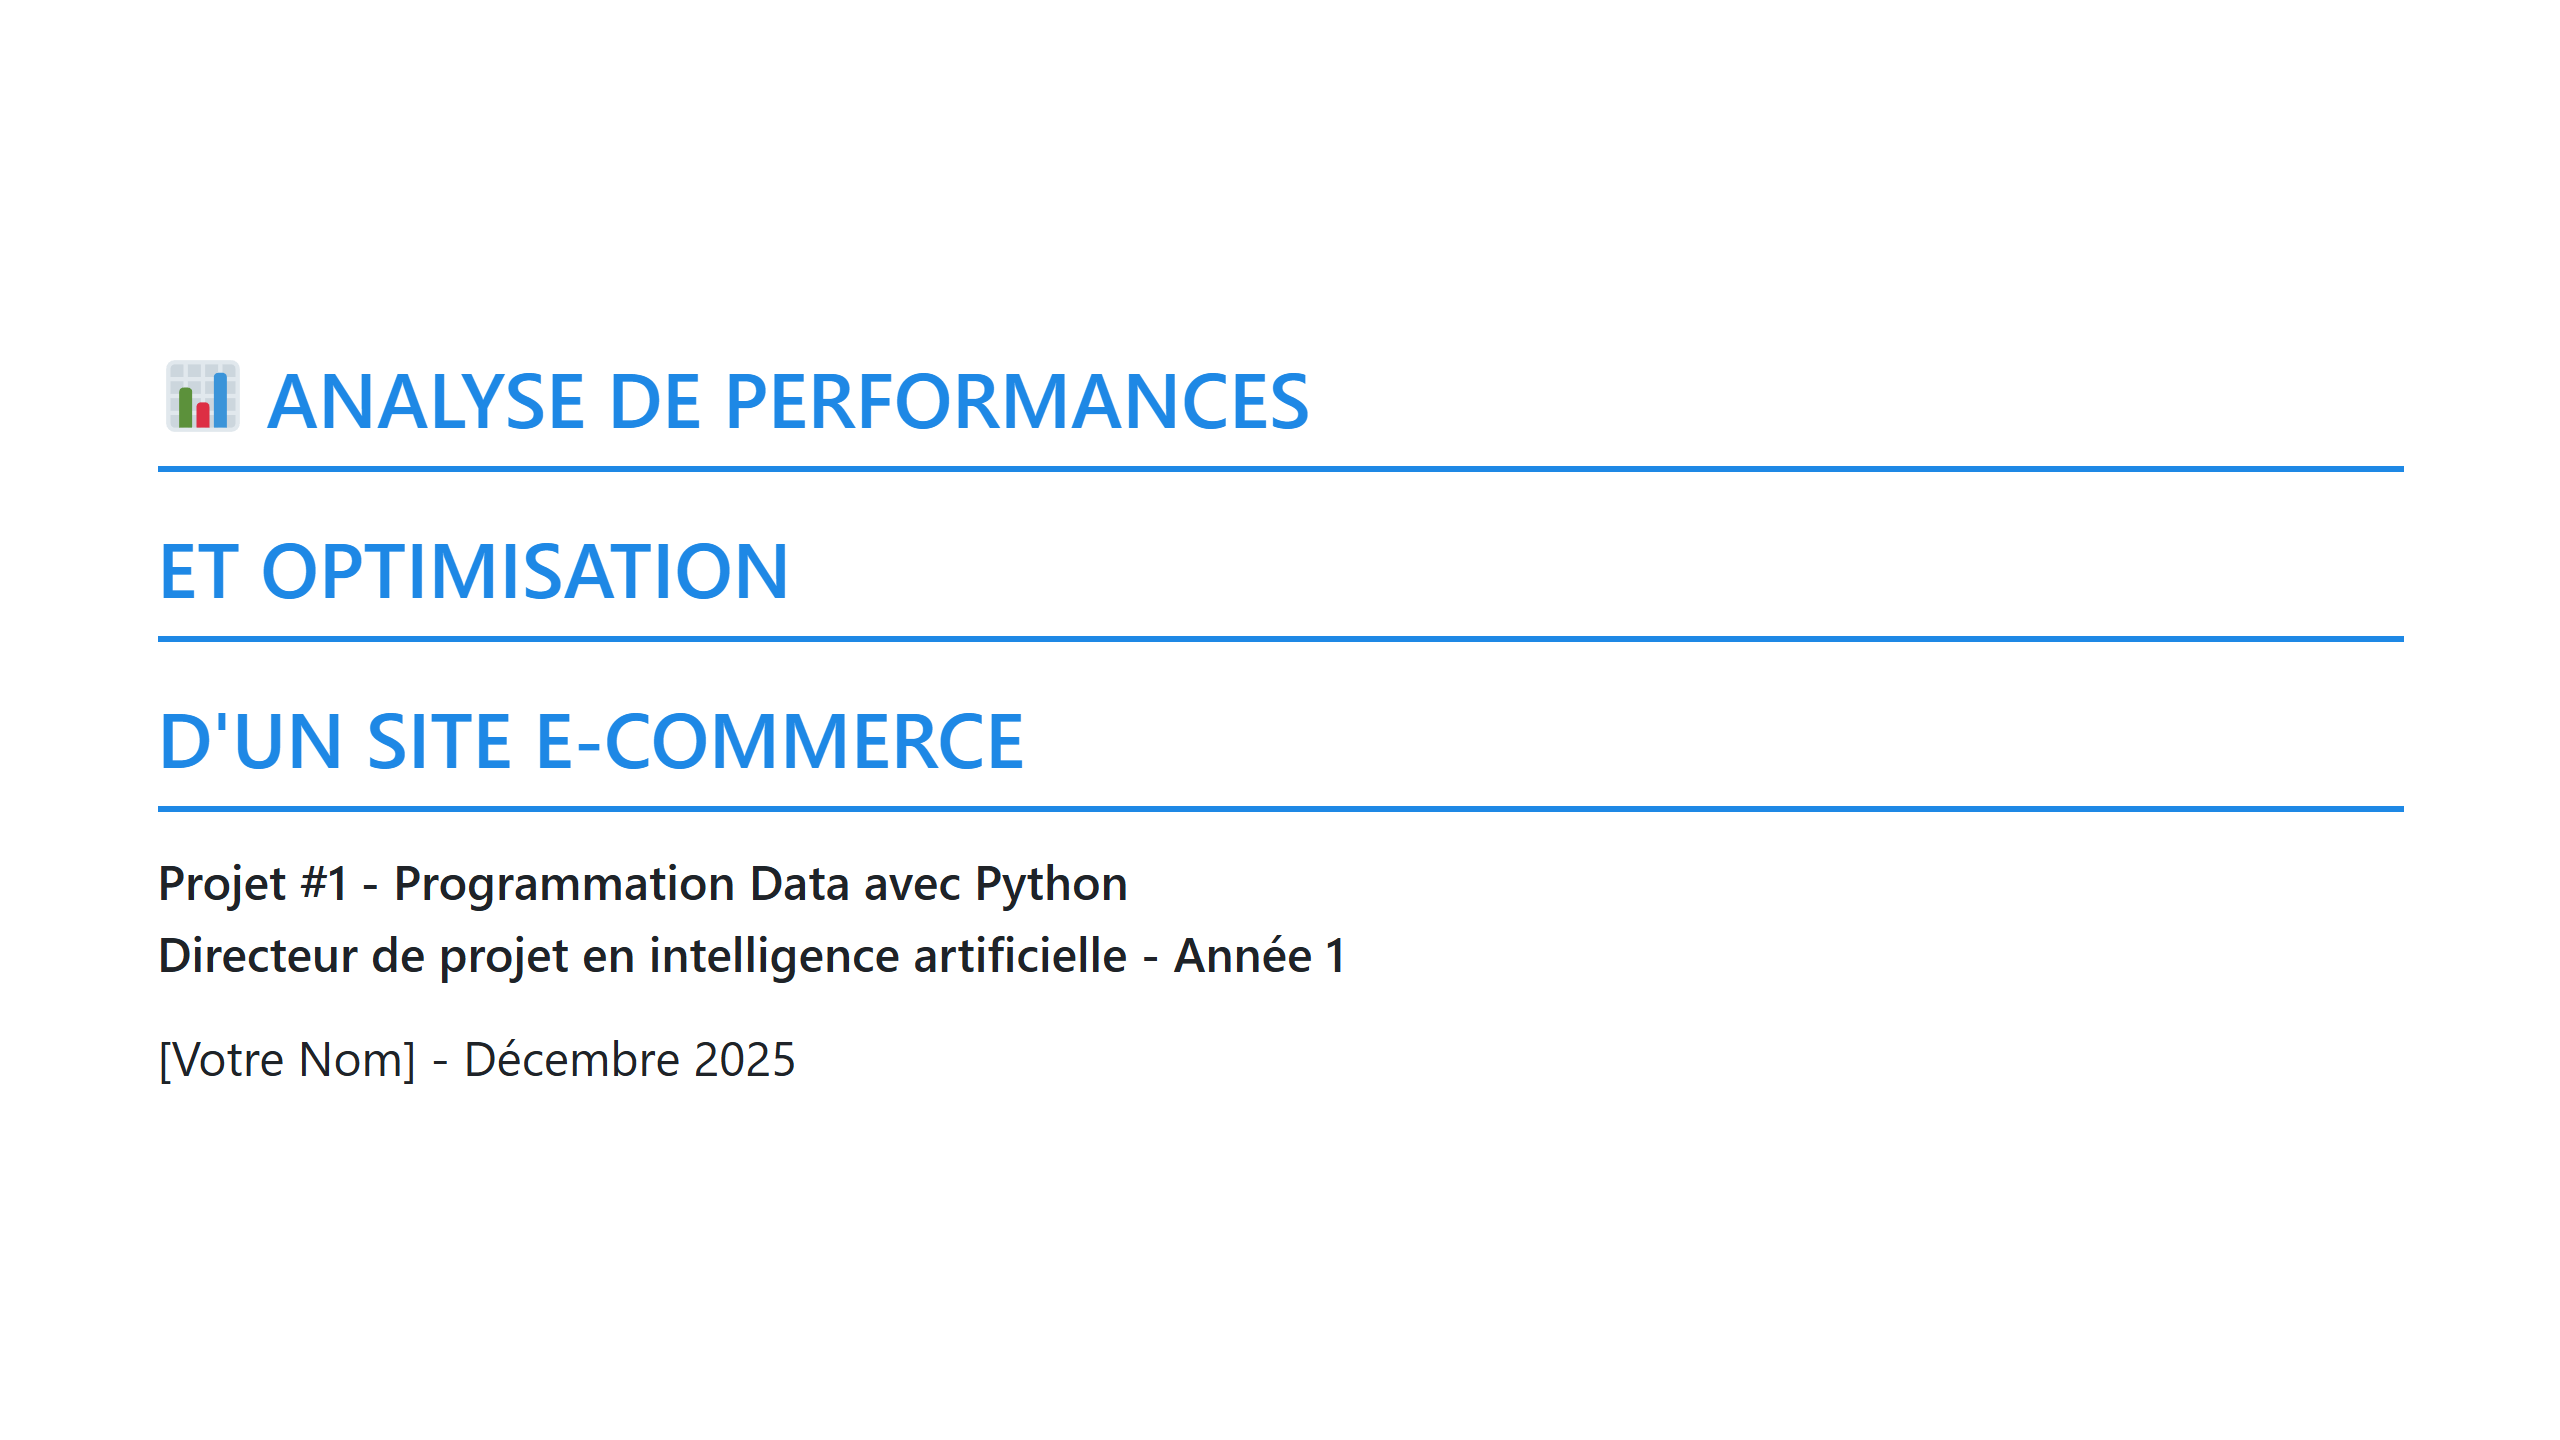 📊 ANALYSE DE PERFORMANCES
ET OPTIMISATION
D'UN SITE E-COMMERCE
Projet #1 - Programmation Data avec Python
Directeur de projet en intelligence artificielle - Année 1
[Votre Nom] - Décembre 2025